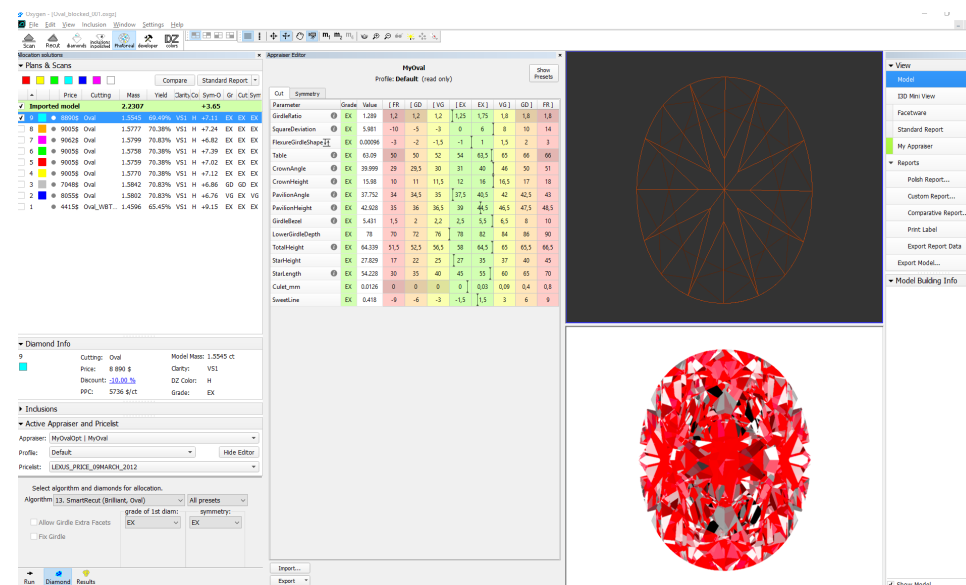 Oxygen - [Oval_blocked_001.oxgz]
File Edit View Inclusion Window Settings Help
Scan Recut diamonds Inclusions in polished Preformed developer DZ colors
m₁ m₂ m₃
Allocation solutions
Plans & Scans
Compare Standard Report
Price Cutting Mass Yield Clarity Co Sym-O Gr Cut Sym
Imported model 2.2307 +3.65
9 8890$ Oval 1.5545 69.49% VS1 H +7.11 EX EX EX
8 9005$ Oval 1.5777 70.38% VS1 H +7.24 EX EX EX
7 9062$ Oval 1.5799 70.83% VS1 H +6.82 EX EX EX
6 9005$ Oval 1.5758 70.38% VS1 H +7.39 EX EX EX
5 9005$ Oval 1.5759 70.38% VS1 H +7.02 EX EX EX
4 9005$ Oval 1.5770 70.38% VS1 H +7.12 EX EX EX
3 7048$ Oval 1.5842 70.83% VS1 H +6.86 GD GD EX
2 8055$ Oval 1.5802 70.83% VS1 H +6.76 VG EX VG
1 4415$ Oval_WBT... 1.4596 65.45% VS1 H +9.15 EX EX EX
Diamond Info
9 Cutting: Oval Model Mass: 1.5545 ct
Price: 8 890 $ Clarity: VS1
Discount: -10.00 % DZ Color: H
PPC: 5736 $/ct Grade: EX
Inclusions
Active Appraiser and Pricelist
Appraiser: MyOvalOpt | MyOval
Profile: Default Hide Editor
Pricelist: LEXUS_PRICE_09MARCH_2012
Select algorithm and diamonds for allocation.
Algorithm 13. SmartRecut (Brilliant, Oval) All presets
grade of 1st diam: symmetry:
Allow Girdle Extra Facets EX EX
Fix Girdle
Run Diamond Results
Appraiser Editor
MyOval
Profile: Default (read only)
Show Presets
Cut Symmetry
Parameter Grade Value [ FR [ GD [ VG [ EX EX ] VG ] GD ] FR ]
GirdleRatio EX 1.289 1,2 1,2 1,2 1,25 1,75 1,8 1,8 1,8
SquareDeviation EX 5.981 -10 -5 -3 0 6 8 10 14
FlexureGirdleShape EX 0.00096 -3 -2 -1,5 -1 1 1,5 2 3
Table EX 63.09 50 50 52 54 63,5 65 66 66
CrownAngle EX 39.999 29 29,5 30 31 40 46 50 51
CrownHeight EX 15.98 10 11 11,5 12 16 16,5 17 18
PavilionAngle EX 37.752 34 34,5 35 37,5 40,5 42 42,5 43
PavilionHeight EX 42.928 35 36 36,5 39 44,5 46,5 47,5 48,5
GirdleBezel EX 5.431 1,5 2 2,2 2,5 5,5 6,5 8 10
LowerGirdleDepth EX 78 70 72 76 78 82 84 86 90
TotalHeight EX 64.339 51,5 52,5 56,5 58 64,5 65 65,5 66,5
StarHeight EX 27.829 17 22 25 27 35 37 40 45
StarLength EX 54.228 30 35 40 45 55 60 65 70
Culet_mm EX 0.0126 0 0 0 0 0,03 0,09 0,4 0,8
SweetLine EX 0.418 -9 -6 -3 -1,5 1,5 3 6 9
Import...
Export
View
Model
I3D Mini View
Facetware
Standard Report
My Appraiser
Reports
Polish Report...
Custom Report...
Comparative Report...
Print Label
Export Report Data
Export Model...
Model Building Info
Show Model